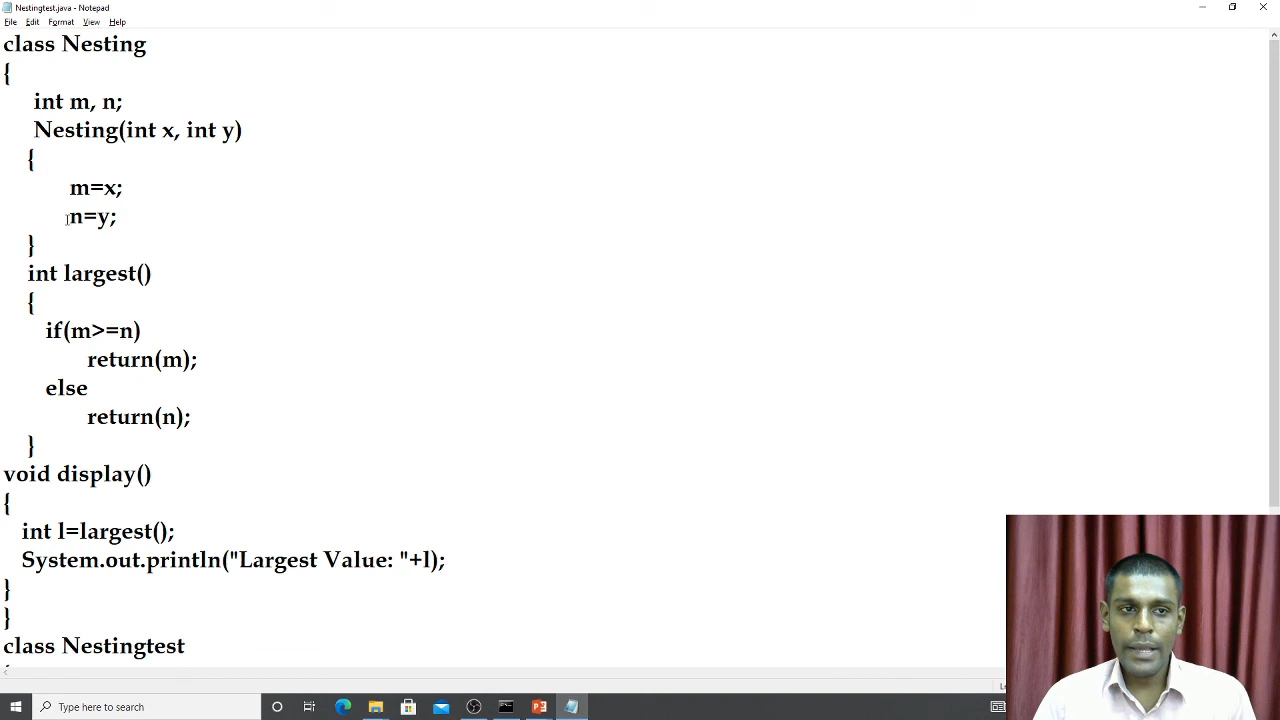 Nestingtest.java - Notepad
File Edit Format View Help
class Nesting
{
int m, n;
Nesting(int x, int y)
{
m=x;
n=y;
}
int largest()
{
if(m>=n)
return(m);
else
return(n);
}
void display()
{
int l=largest();
System.out.println("Largest Value: "+l);
}
}
class Nestingtest
Type here to search